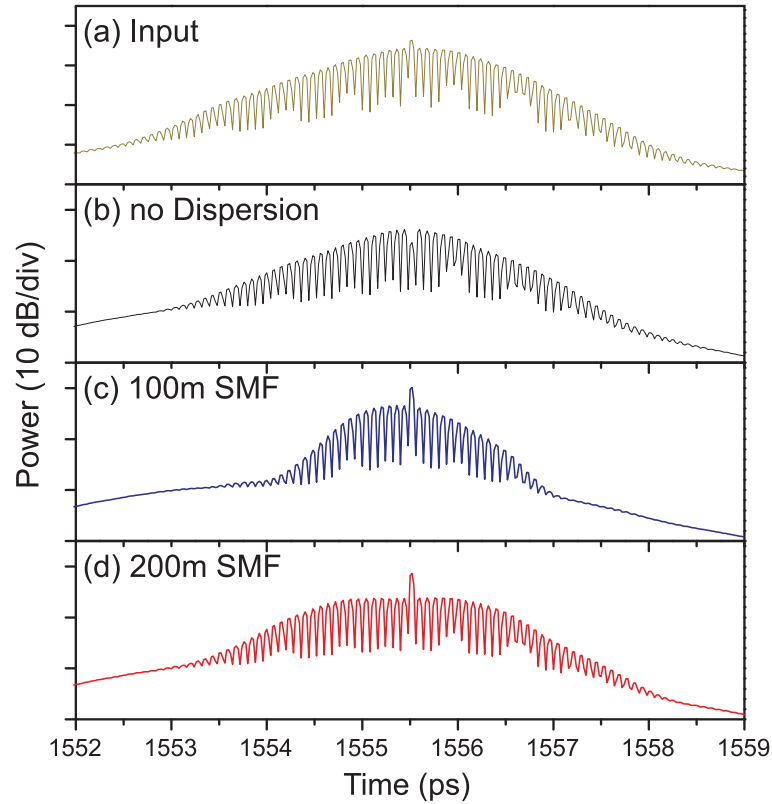 (a) Input
(b) no Dispersion
(c) 100m SMF
(d) 200m SMF
Power (10 dB/div)
1552 1553 1554 1555 1556 1557 1558 1559
Time (ps)